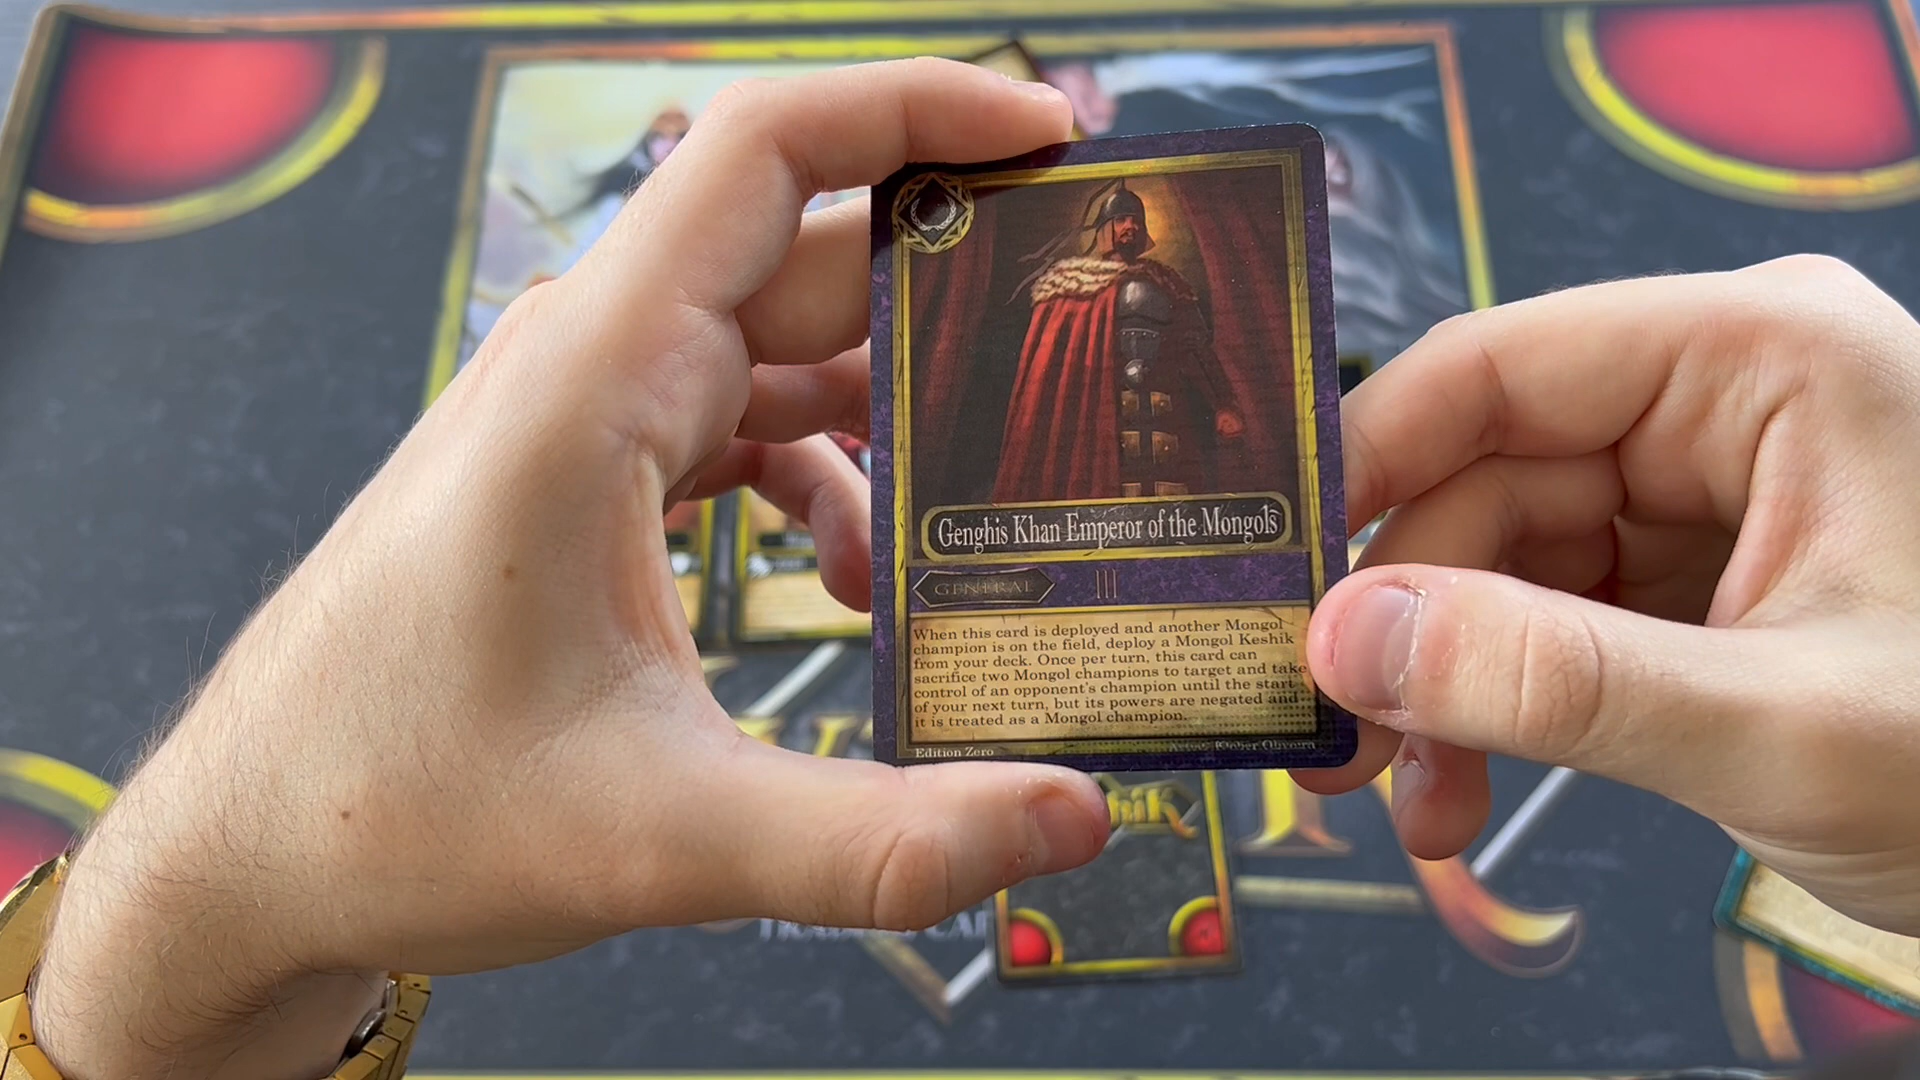 Genghis Khan Emperor of the Mongols
GENERAL III
When this card is deployed and another Mongol
champion is on the field, deploy a Mongol Keshik
from your deck. Once per turn, this card can
sacrifice two Mongol champions to target and take
control of an opponent's champion until the start
of your next turn, but its powers are negated and
it is treated as a Mongol champion.
Edition Zero